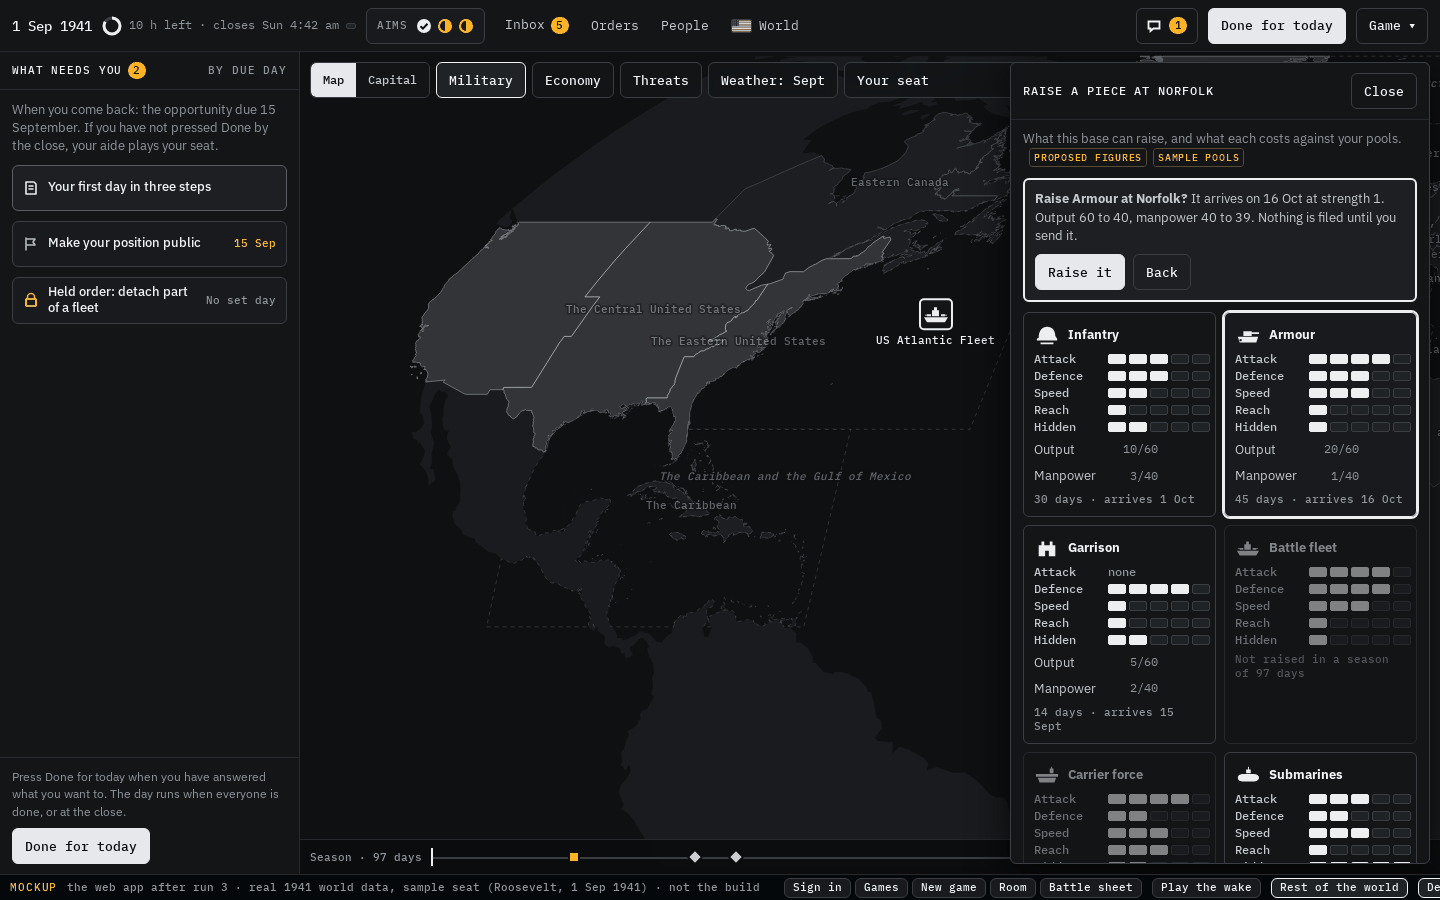 1 Sep 1941
10 h left · closes Sun 4:42 am
AIMS
Inbox 5
Orders
People
World
1
Done for today
Game ▾
WHAT NEEDS YOU 2
BY DUE DAY
When you come back: the opportunity due 15
September. If you have not pressed Done by
the close, your aide plays your seat.
Your first day in three steps
Make your position public
15 Sep
Held order: detach part
of a fleet
No set day
Press Done for today when you have answered
what you want to. The day runs when everyone is
done, or at the close.
Done for today
Map
Capital
Military
Economy
Threats
Weather: Sept
Your seat
Eastern Canada
The Central United States
The Eastern United States
US Atlantic Fleet
The Caribbean and the Gulf of Mexico
The Caribbean
Season · 97 days
RAISE A PIECE AT NORFOLK
Close
What this base can raise, and what each costs against your pools.
PROPOSED FIGURES
SAMPLE POOLS
Raise Armour at Norfolk? It arrives on 16 Oct at strength 1.
Output 60 to 40, manpower 40 to 39. Nothing is filed until you
send it.
Raise it
Back
Infantry
Attack
Defence
Speed
Reach
Hidden
Output 10/60
Manpower 3/40
30 days · arrives 1 Oct
Armour
Attack
Defence
Speed
Reach
Hidden
Output 20/60
Manpower 1/40
45 days · arrives 16 Oct
Garrison
Attack none
Defence
Speed
Reach
Hidden
Output 5/60
Manpower 2/40
14 days · arrives 15
Sept
Battle fleet
Attack
Defence
Speed
Reach
Hidden
Not raised in a season
of 97 days
Carrier force
Attack
Defence
Speed
Reach
Submarines
Attack
Defence
Speed
Reach
MOCKUP
the web app after run 3 · real 1941 world data, sample seat (Roosevelt, 1 Sep 1941) · not the build
Sign in
Games
New game
Room
Battle sheet
Play the wake
Rest of the world
De